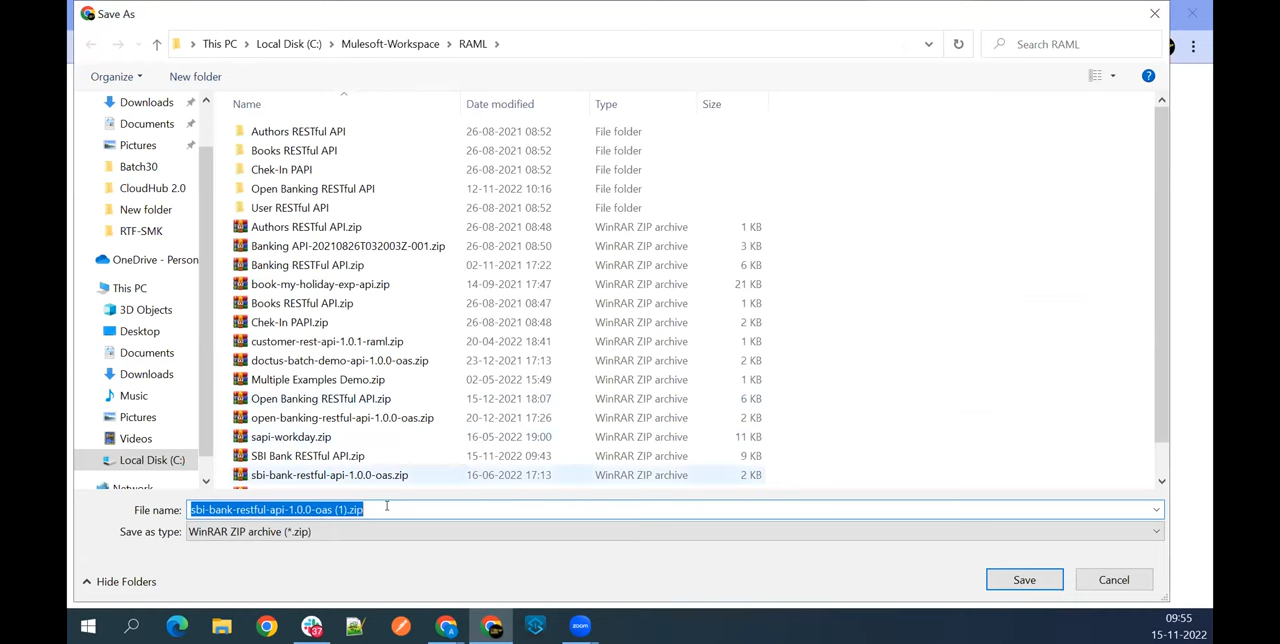 Save As
This PC > Local Disk (C:) > Mulesoft-Workspace > RAML >
Search RAML
Organize
New folder
Name Date modified Type Size
Downloads
Documents
Pictures
Batch30
CloudHub 2.0
New folder
RTF-SMK
OneDrive - Person
This PC
3D Objects
Desktop
Documents
Downloads
Music
Pictures
Videos
Local Disk (C:)
Network
Authors RESTful API 26-08-2021 08:52 File folder
Books RESTful API 26-08-2021 08:52 File folder
Chek-In PAPI 26-08-2021 08:52 File folder
Open Banking RESTful API 12-11-2022 10:16 File folder
User RESTful API 26-08-2021 08:52 File folder
Authors RESTful API.zip 26-08-2021 08:48 WinRAR ZIP archive 1 KB
Banking API-20210826T032003Z-001.zip 26-08-2021 08:50 WinRAR ZIP archive 3 KB
Banking RESTFul API.zip 02-11-2021 17:22 WinRAR ZIP archive 6 KB
book-my-holiday-exp-api.zip 14-09-2021 17:47 WinRAR ZIP archive 21 KB
Books RESTful API.zip 26-08-2021 08:47 WinRAR ZIP archive 1 KB
Chek-In PAPI.zip 26-08-2021 08:48 WinRAR ZIP archive 2 KB
customer-rest-api-1.0.1-raml.zip 20-04-2022 18:41 WinRAR ZIP archive 1 KB
doctus-batch-demo-api-1.0.0-oas.zip 23-12-2021 17:13 WinRAR ZIP archive 2 KB
Multiple Examples Demo.zip 02-05-2022 15:49 WinRAR ZIP archive 1 KB
Open Banking RESTful API.zip 15-12-2021 18:07 WinRAR ZIP archive 6 KB
open-banking-restful-api-1.0.0-oas.zip 20-12-2021 17:26 WinRAR ZIP archive 2 KB
sapi-workday.zip 16-05-2022 19:00 WinRAR ZIP archive 11 KB
SBI Bank RESTFul API.zip 15-11-2022 09:43 WinRAR ZIP archive 9 KB
sbi-bank-restful-api-1.0.0-oas.zip 16-06-2022 17:13 WinRAR ZIP archive 2 KB
File name: sbi-bank-restful-api-1.0.0-oas (1).zip
Save as type: WinRAR ZIP archive (*.zip)
Hide Folders
Save
Cancel
37
A
zoom
09:55
15-11-2022